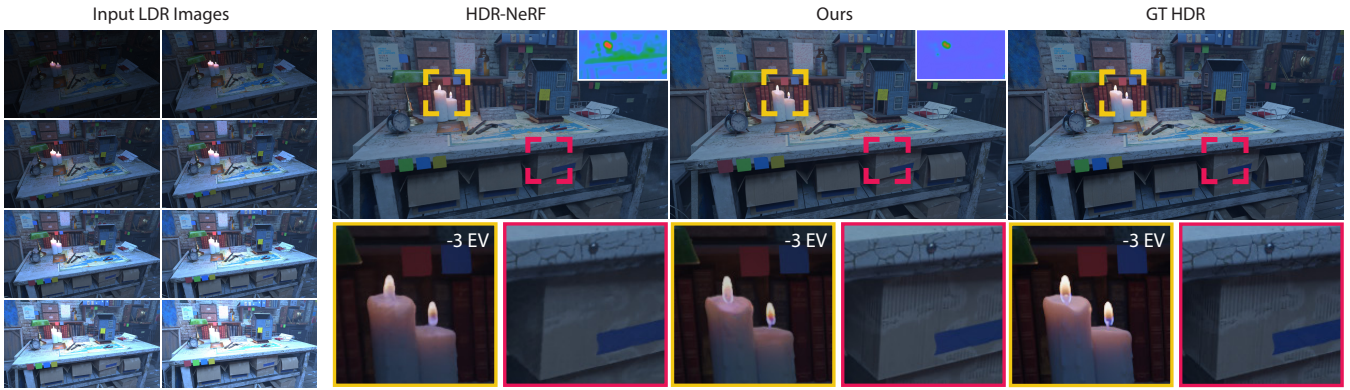 Input LDR Images
HDR-NeRF
Ours
GT HDR
-3 EV
-3 EV
-3 EV